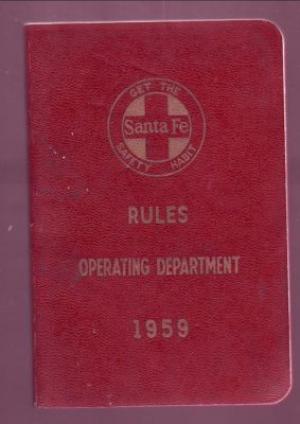 GET THE
Santa Fe
SAFETY HABIT
RULES
OPERATING DEPARTMENT
1959